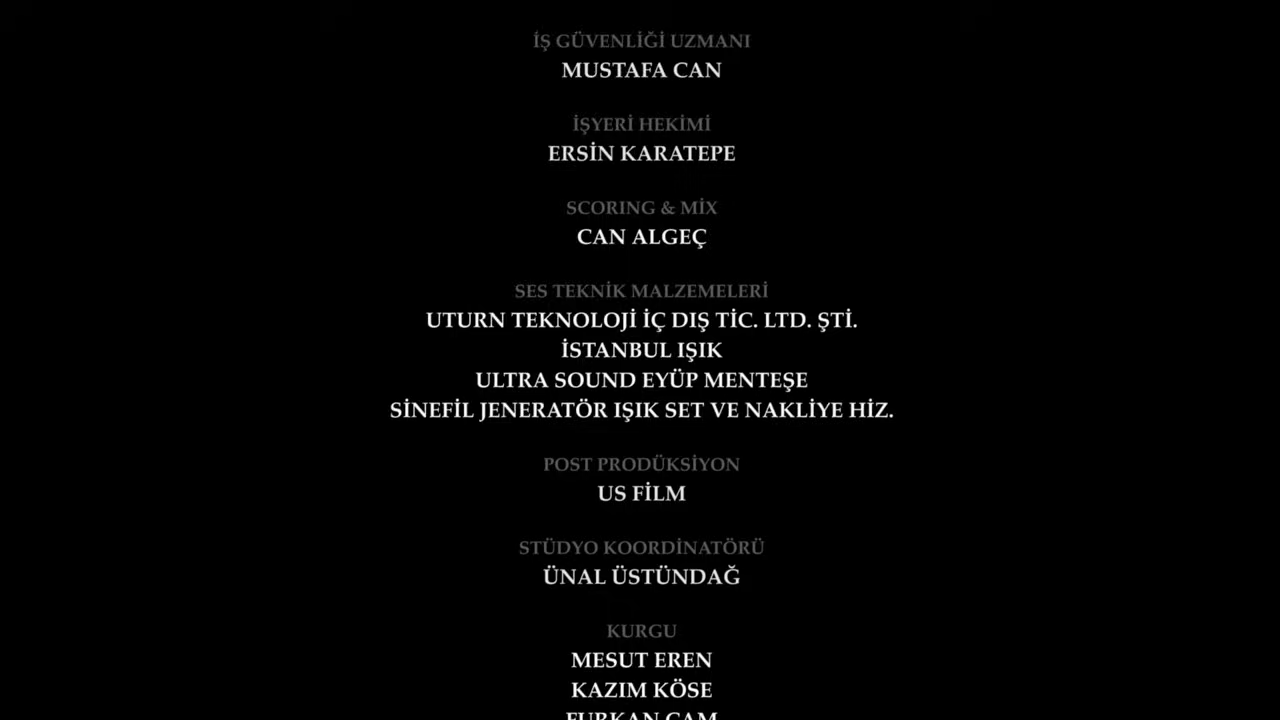 İŞ GÜVENLİĞİ UZMANI
MUSTAFA CAN
İŞYERİ HEKİMİ
ERSİN KARATEPE
SCORING & MİX
CAN ALGEÇ
SES TEKNİK MALZEMELERİ
UTURN TEKNOLOJİ İÇ DIŞ TİC. LTD. ŞTİ.
İSTANBUL IŞIK
ULTRA SOUND EYÜP MENTEŞE
SİNEFİL JENERATÖR IŞIK SET VE NAKLİYE HİZ.
POST PRODÜKSİYON
US FİLM
STÜDYO KOORDİNATÖRÜ
ÜNAL ÜSTÜNDAĞ
KURGU
MESUT EREN
KAZIM KÖSE
FURKAN